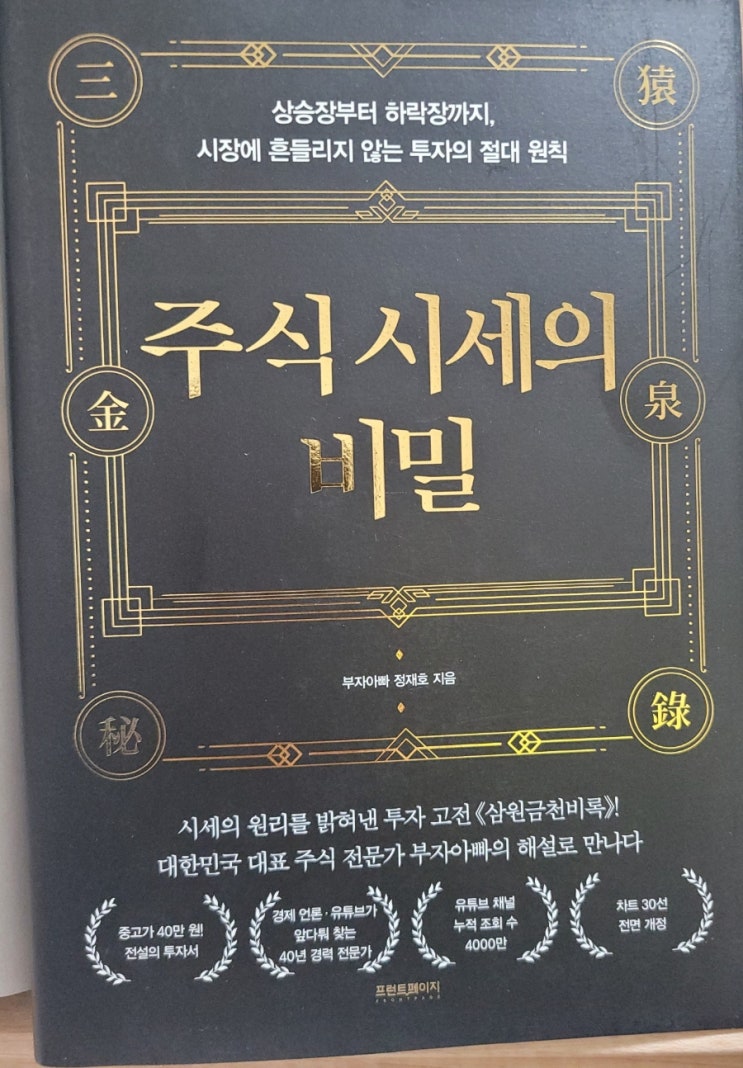 三 猿
상승장부터 하락장까지,
시장에 흔들리지 않는 투자의 절대 원칙
주식 시세의
비밀
金 泉
부자아빠 정재호 지음
秘 錄
시세의 원리를 밝혀낸 투자 고전 《삼원금천비록》!
대한민국 대표 주식 전문가 부자아빠의 해설로 만나다
중고가 40만 원!
전설의 투자서
경제 언론·유튜브가
앞다퉈 찾는
40년 경력 전문가
유튜브 채널
누적 조회 수
4000만
차트 30선
전면 개정
프런트페이지
FRONTPAGE